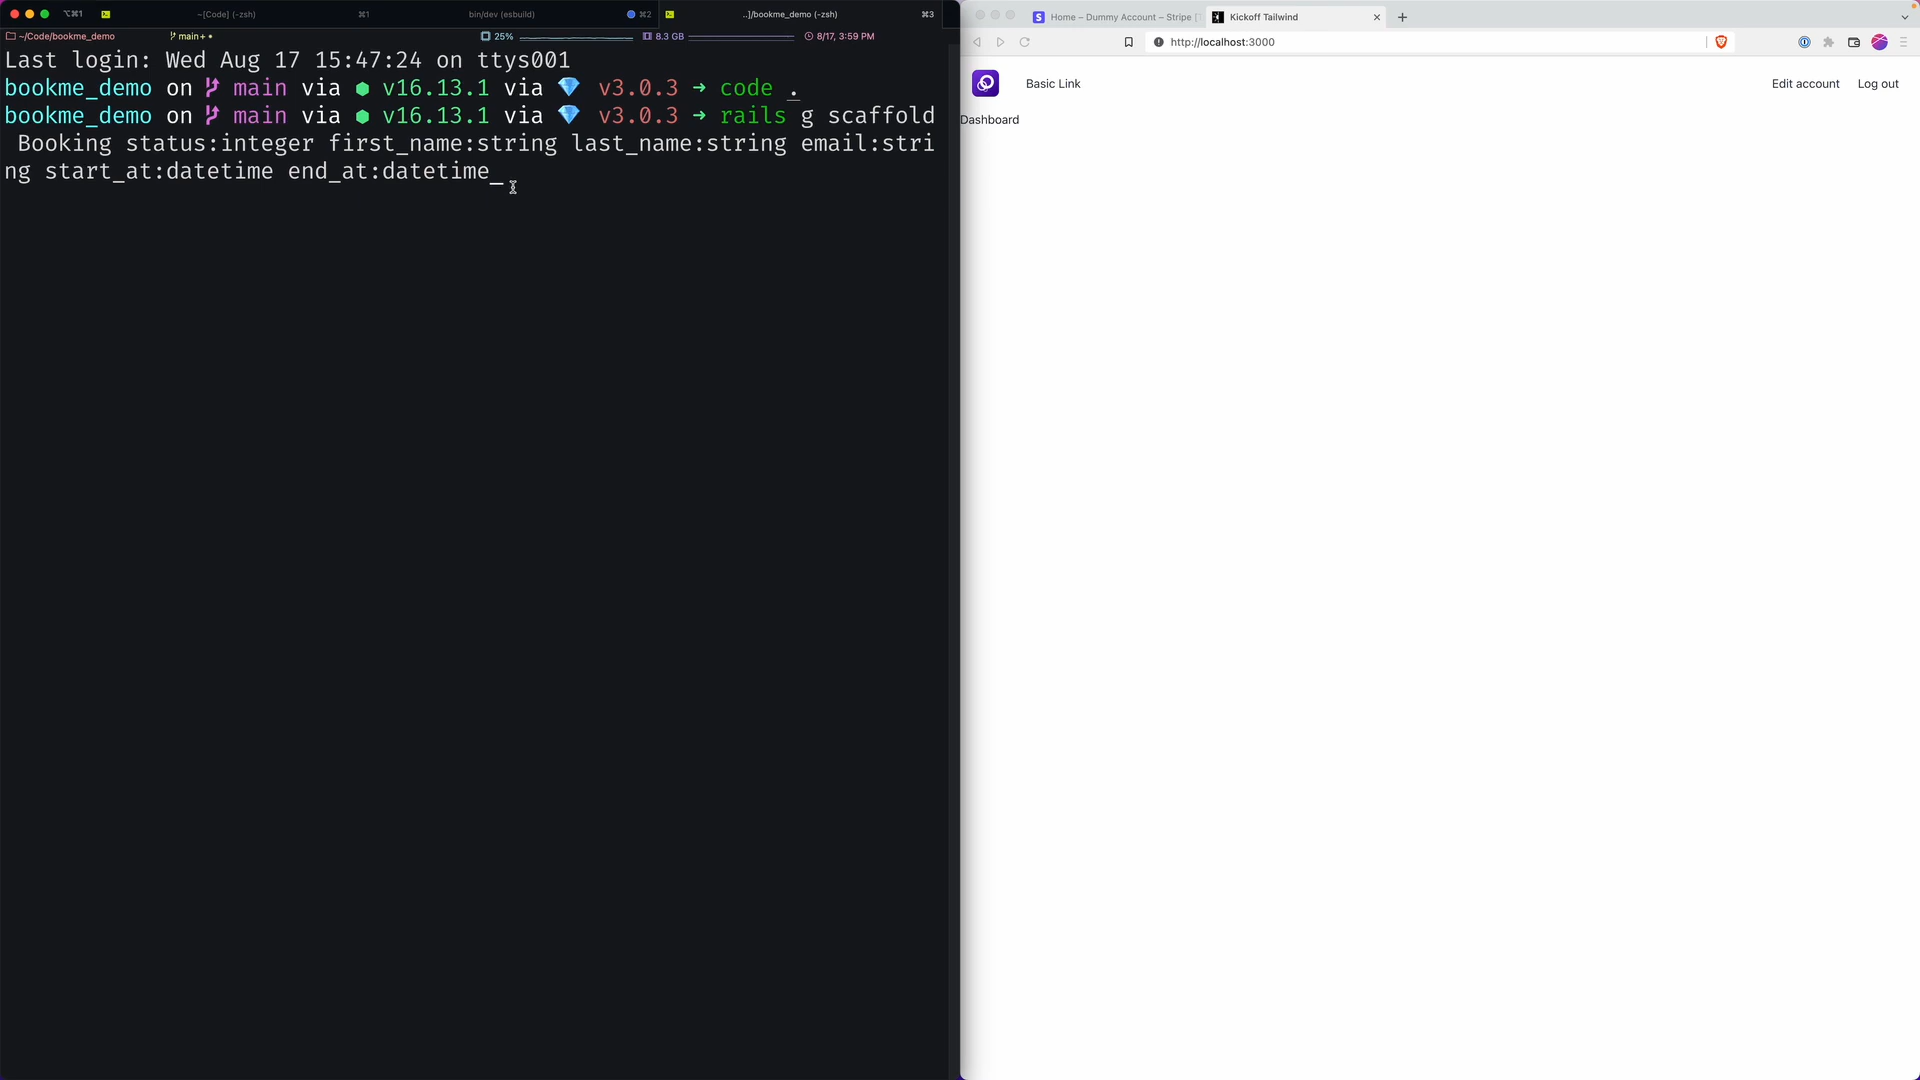 ⌥⌘1
~[Code] (-zsh)
⌘1
bin/dev (esbuild)
⌘2
..]/bookme_demo (-zsh)
⌘3
~/Code/bookme_demo
main+ •
25%
8.3 GB
8/17, 3:59 PM
Last login: Wed Aug 17 15:47:24 on ttys001
bookme_demo on main via ⬢ v16.13.1 via 💎 v3.0.3 → code .
bookme_demo on main via ⬢ v16.13.1 via 💎 v3.0.3 → rails g scaffold
Booking status:integer first_name:string last_name:string email:stri
ng start_at:datetime end_at:datetime_
Home – Dummy Account – Stripe [
Kickoff Tailwind
http://localhost:3000
Basic Link
Edit account
Log out
Dashboard